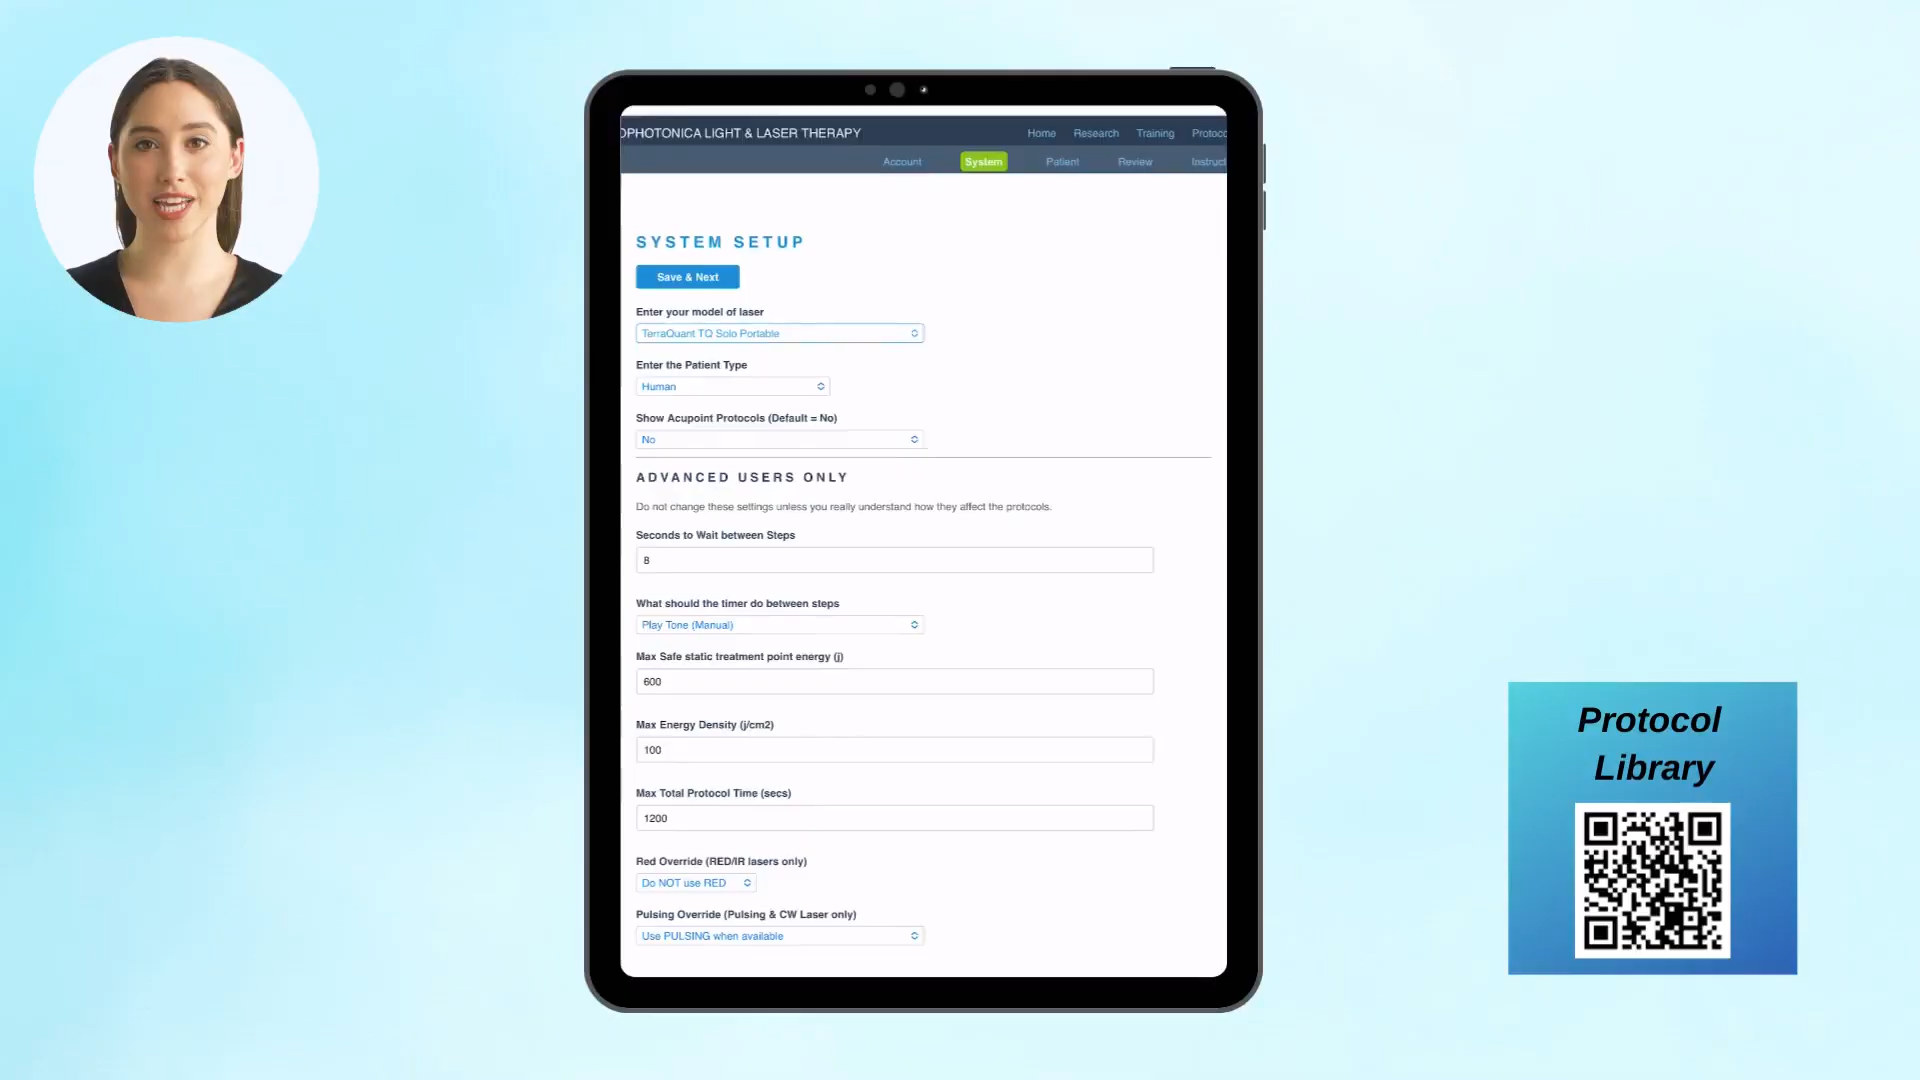 OPHOTONICA LIGHT & LASER THERAPY
Home Research Training Protoco
Account System Patient Review Instruct
SYSTEM SETUP
Save & Next
Enter your model of laser
TerraQuant TQ Solo Portable
Enter the Patient Type
Human
Show Acupoint Protocols (Default = No)
No
ADVANCED USERS ONLY
Do not change these settings unless you really understand how they affect the protocols.
Seconds to Wait between Steps
8
What should the timer do between steps
Play Tone (Manual)
Max Safe static treatment point energy (j)
600
Max Energy Density (j/cm2)
100
Max Total Protocol Time (secs)
1200
Red Override (RED/IR lasers only)
Do NOT use RED
Pulsing Override (Pulsing & CW Laser only)
Use PULSING when available
Protocol
Library